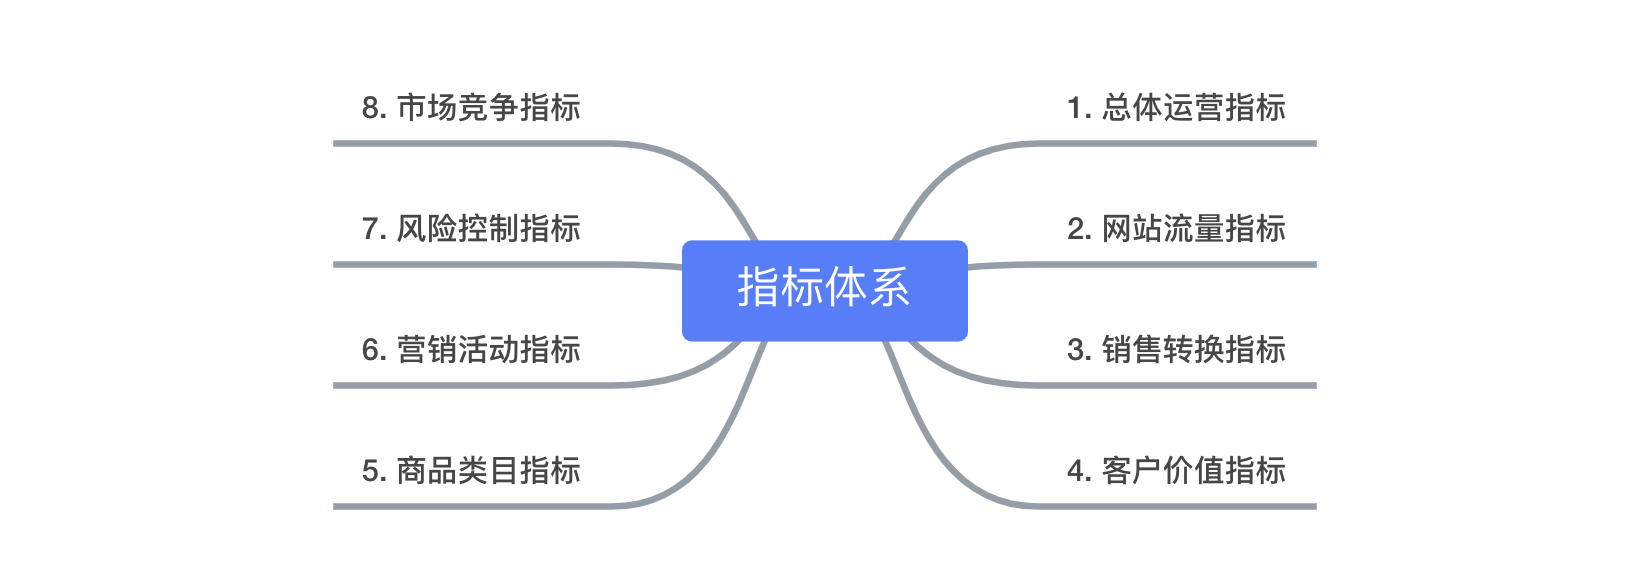 指标体系
1. 总体运营指标
2. 网站流量指标
3. 销售转换指标
4. 客户价值指标
5. 商品类目指标
6. 营销活动指标
7. 风险控制指标
8. 市场竞争指标